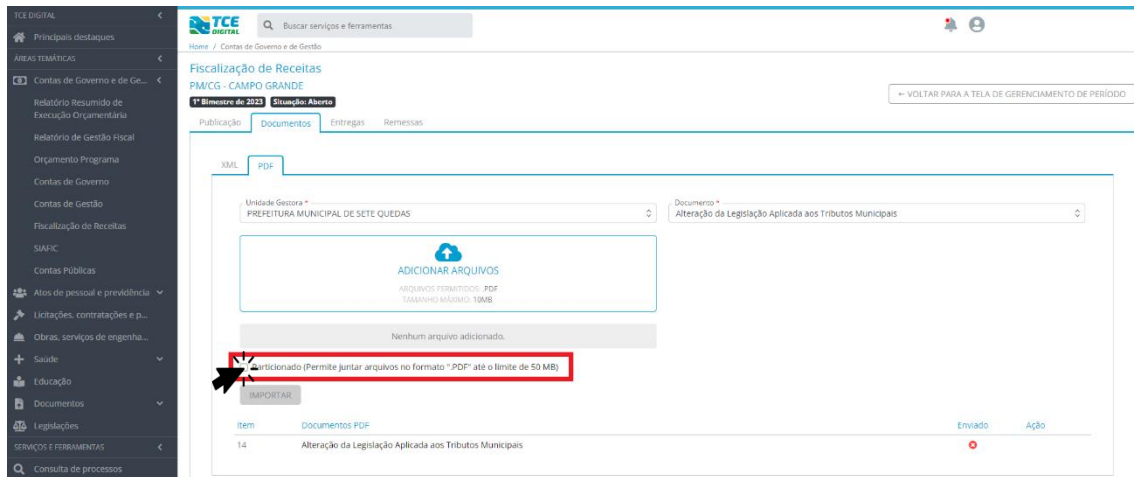 TCE DIGITAL
Principais destaques
ÁREAS TEMÁTICAS
Contas de Governo e de Ge...
Relatório Resumido de
Execução Orçamentária
Relatório de Gestão Fiscal
Orçamento Programa
Contas de Governo
Contas de Gestão
Fiscalização de Receitas
SIAFIC
Contas Públicas
Atos de pessoal e previdência
Licitações, contratações e p...
Obras, serviços de engenha...
Saúde
Educação
Documentos
Legislações
SERVIÇOS E FERRAMENTAS
Consulta de processos
TCE
DIGITAL
Buscar serviços e ferramentas
Home / Contas de Governo e de Gestão
Fiscalização de Receitas
PM/CG - CAMPO GRANDE
1º Bimestre de 2023 Situação: Aberto
← VOLTAR PARA A TELA DE GERENCIAMENTO DE PERÍODO
Publicação Documentos Entregas Remessas
XML PDF
Unidade Gestora *
PREFEITURA MUNICIPAL DE SETE QUEDAS
Documento *
Alteração da Legislação Aplicada aos Tributos Municipais
ADICIONAR ARQUIVOS
ARQUIVOS PERMITIDOS: .PDF
TAMANHO MÁXIMO: 10MB
Nenhum arquivo adicionado.
Particionado (Permite juntar arquivos no formato ".PDF" até o limite de 50 MB)
IMPORTAR
Item Documentos PDF Enviado Ação
14 Alteração da Legislação Aplicada aos Tributos Municipais